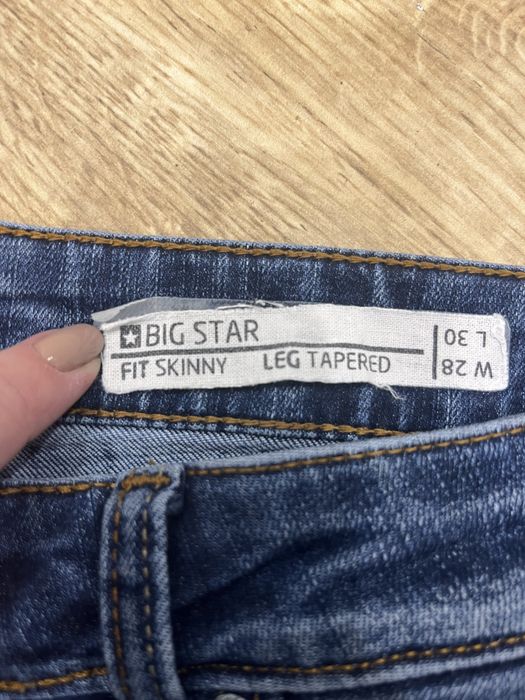 BIG STAR
FIT SKINNY LEG TAPERED
W 28
L 30